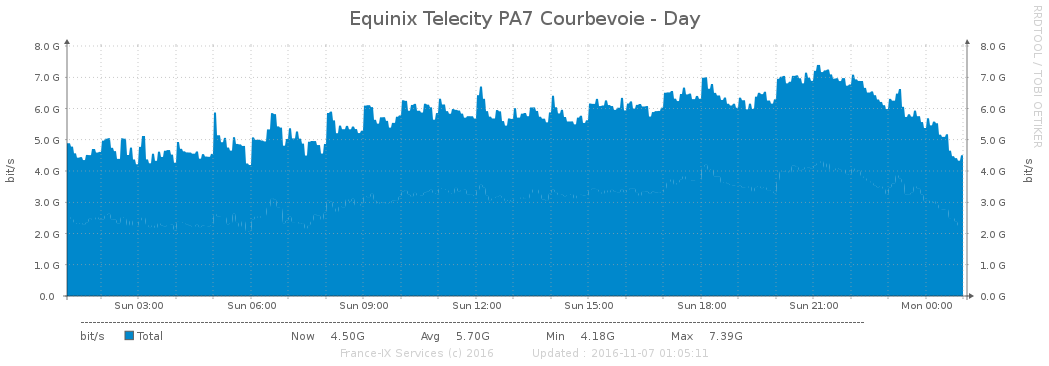 Equinix Telecity PA7 Courbevoie - Day
RRDTOOL / TOBI OETIKER
bit/s
8.0 G 8.0 G
7.0 G 7.0 G
6.0 G 6.0 G
5.0 G 5.0 G
4.0 G 4.0 G
3.0 G 3.0 G
2.0 G 2.0 G
1.0 G 1.0 G
0.0 0.0 G
bit/s
Sun 03:00 Sun 06:00 Sun 09:00 Sun 12:00 Sun 15:00 Sun 18:00 Sun 21:00 Mon 00:00
bit/s Total Now 4.50G Avg 5.70G Min 4.18G Max 7.39G
France-IX Services (c) 2016 Updated : 2016-11-07 01:05:11